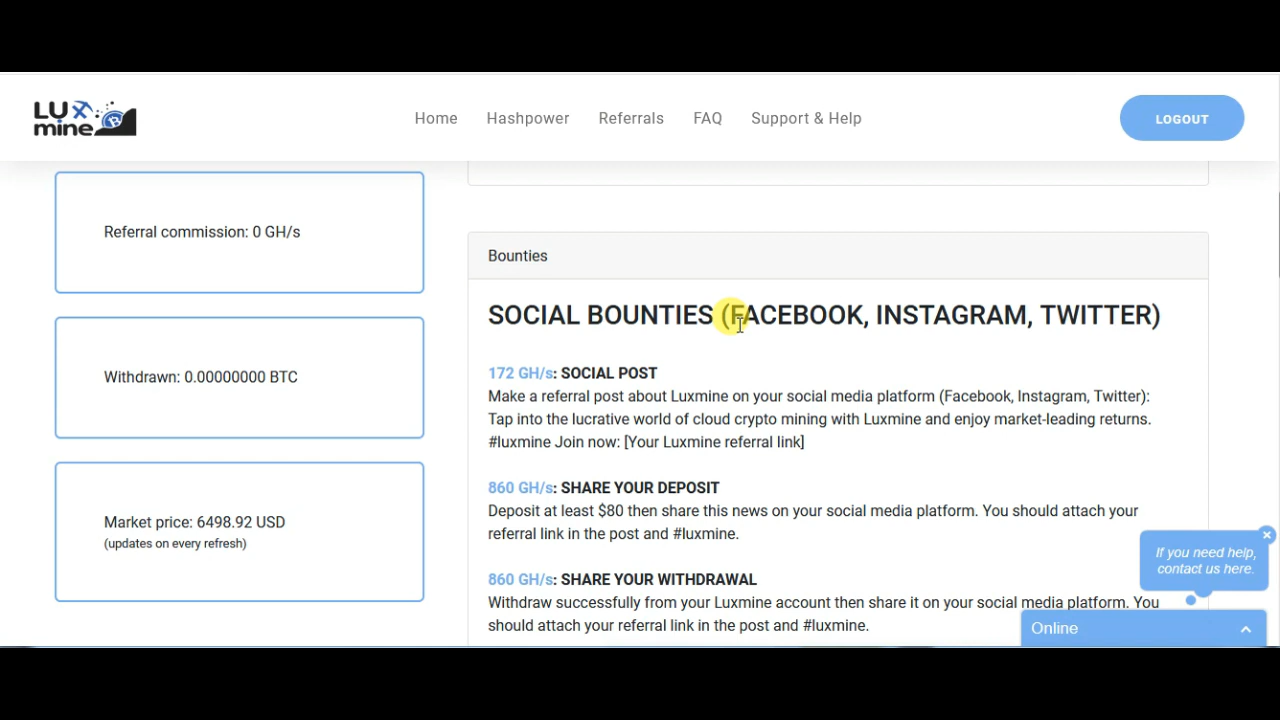 LUX mine
Home Hashpower Referrals FAQ Support & Help
LOGOUT
Referral commission: 0 GH/s
Withdrawn: 0.00000000 BTC
Market price: 6498.92 USD
(updates on every refresh)
Bounties
SOCIAL BOUNTIES (FACEBOOK, INSTAGRAM, TWITTER)
172 GH/s: SOCIAL POST
Make a referral post about Luxmine on your social media platform (Facebook, Instagram, Twitter):
Tap into the lucrative world of cloud crypto mining with Luxmine and enjoy market-leading returns.
#luxmine Join now: [Your Luxmine referral link]
860 GH/s: SHARE YOUR DEPOSIT
Deposit at least $80 then share this news on your social media platform. You should attach your
referral link in the post and #luxmine.
860 GH/s: SHARE YOUR WITHDRAWAL
Withdraw successfully from your Luxmine account then share it on your social media platform. You
should attach your referral link in the post and #luxmine.
If you need help,
contact us here.
Online